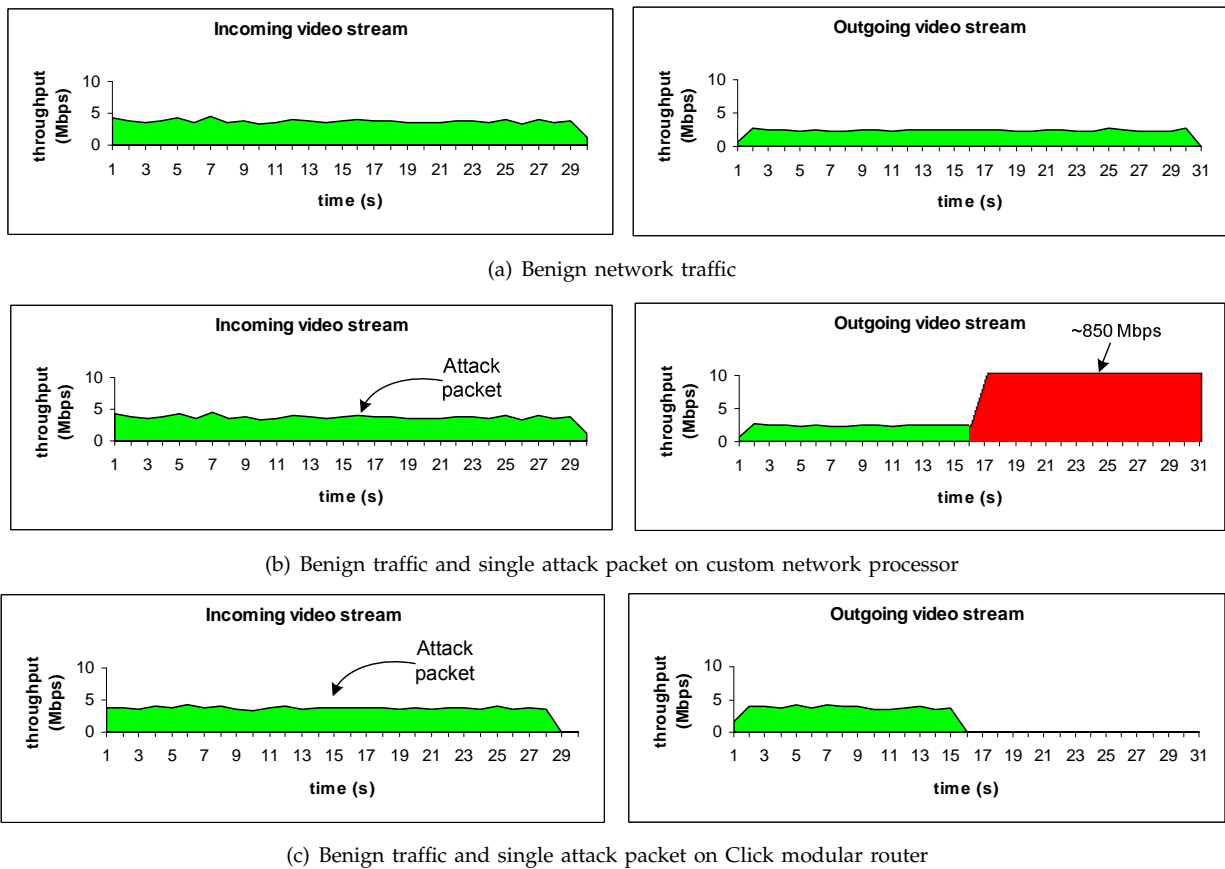 Incoming video stream
throughput
(Mbps)
10
5
0
1 3 5 7 9 11 13 15 17 19 21 23 25 27 29
time (s)
Outgoing video stream
throughput
(Mbps)
10
5
0
1 3 5 7 9 11 13 15 17 19 21 23 25 27 29 31
time (s)
(a) Benign network traffic
Incoming video stream
Attack
packet
throughput
(Mbps)
10
5
0
1 3 5 7 9 11 13 15 17 19 21 23 25 27 29
time (s)
Outgoing video stream
~850 Mbps
throughput
(Mbps)
10
5
0
1 3 5 7 9 11 13 15 17 19 21 23 25 27 29 31
time (s)
(b) Benign traffic and single attack packet on custom network processor
Incoming video stream
Attack
packet
throughput
(Mbps)
10
5
0
1 3 5 7 9 11 13 15 17 19 21 23 25 27 29
time (s)
Outgoing video stream
throughput
(Mbps)
10
5
0
1 3 5 7 9 11 13 15 17 19 21 23 25 27 29 31
time (s)
(c) Benign traffic and single attack packet on Click modular router